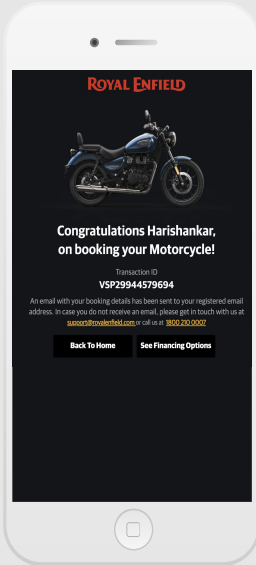 ROYAL ENFIELD
Congratulations Harishankar,
on booking your Motorcycle!
Transaction ID
VSP29944579694
An email with your booking details has been sent to your registered email
address. In case you do not receive an email, please get in touch with us at
support@royalenfield.com or call us at 1800 210 0007
Back To Home See Financing Options